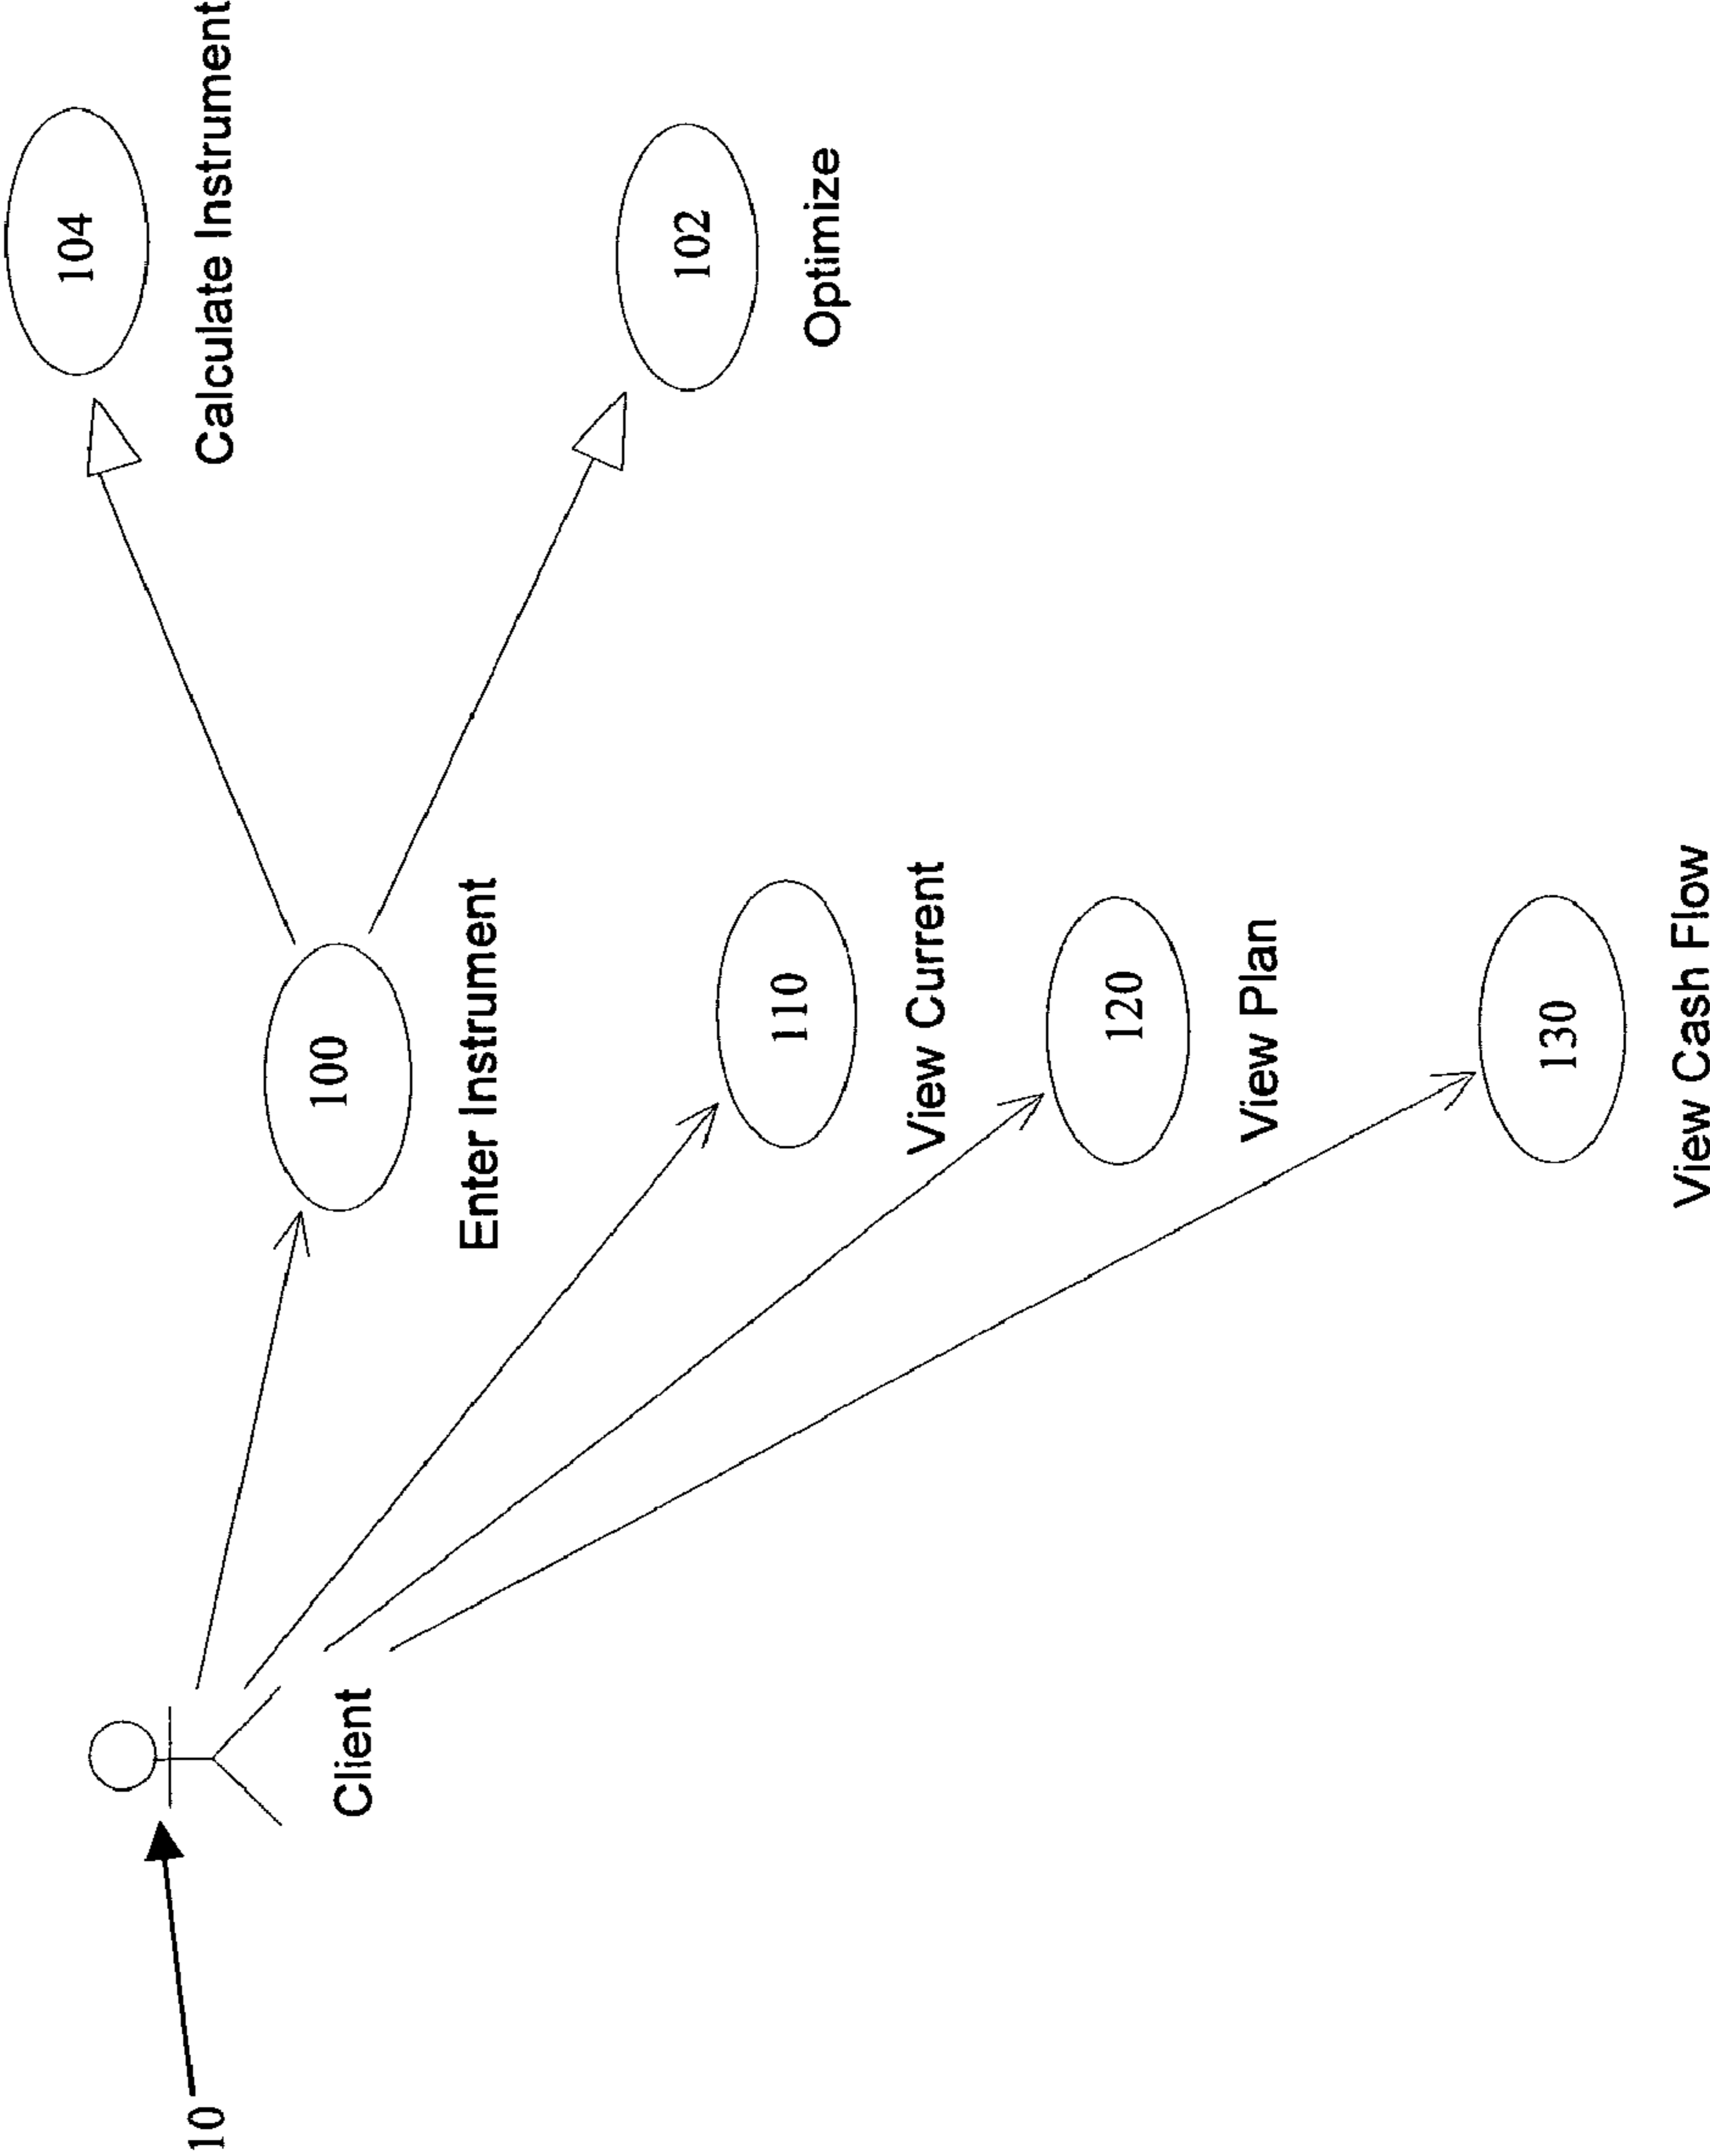 104
Calculate Instrument
102
Optimize
100
Enter Instrument
110
View Current
120
View Plan
130
View Cash Flow
Client
10